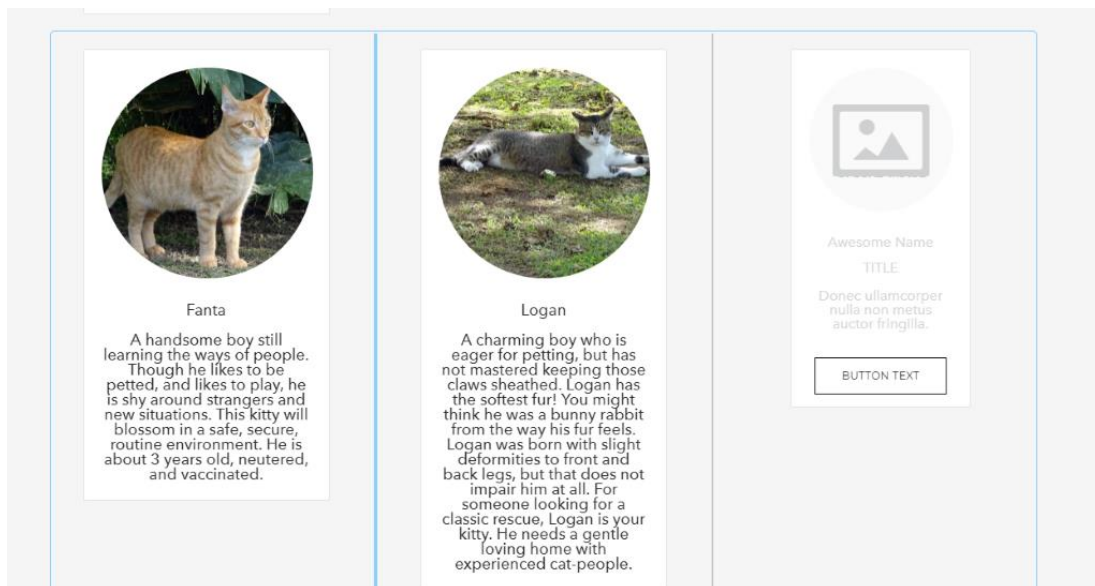 Fanta
A handsome boy still
learning the ways of people.
Though he likes to be
petted, and likes to play, he
is shy around strangers and
new situations. This kitty will
blossom in a safe, secure,
routine environment. He is
about 3 years old, neutered,
and vaccinated.
Logan
A charming boy who is
eager for petting, but has
not mastered keeping those
claws sheathed. Logan has
the softest fur! You might
think he was a bunny rabbit
from the way his fur feels.
Logan was born with slight
deformities to front and
back legs, but that does not
impair him at all. For
someone looking for a
classic rescue, Logan is your
kitty. He needs a gentle
loving home with
experienced cat-people.
Awesome Name
TITLE
Donec ullamcorper
nulla non metus
auctor fringilla.
BUTTON TEXT